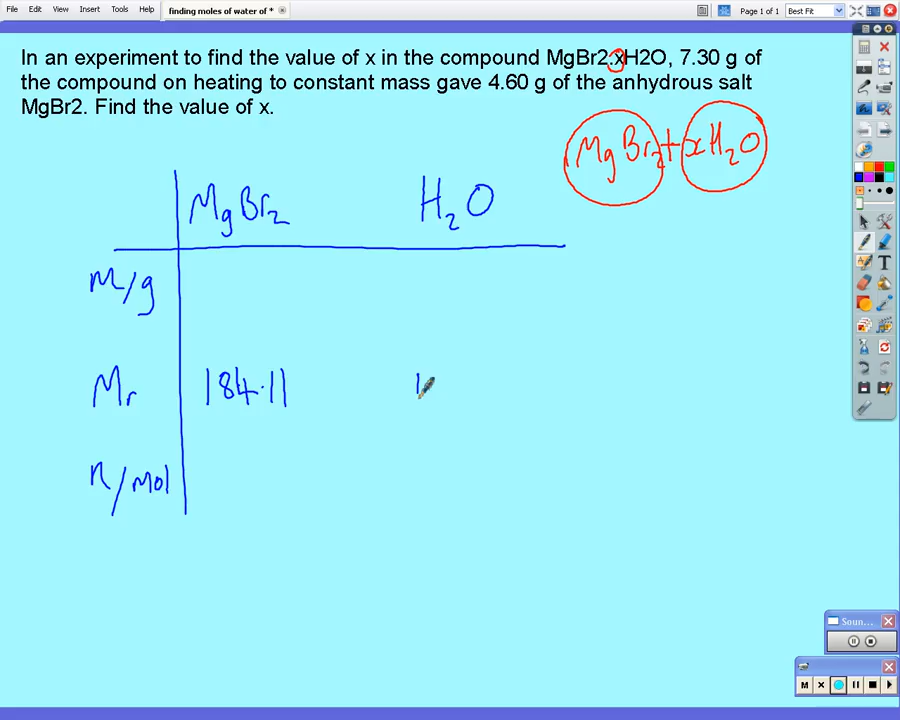 File Edit View Insert Tools Help
finding moles of water of *
Page 1 of 1
Best Fit
In an experiment to find the value of x in the compound MgBr2.xH2O, 7.30 g of
the compound on heating to constant mass gave 4.60 g of the anhydrous salt
MgBr2. Find the value of x.
MgBr₂+xH₂O
MgBr₂ H₂O
M/g
Mr 184.11 1
n/mol
Soun...
M